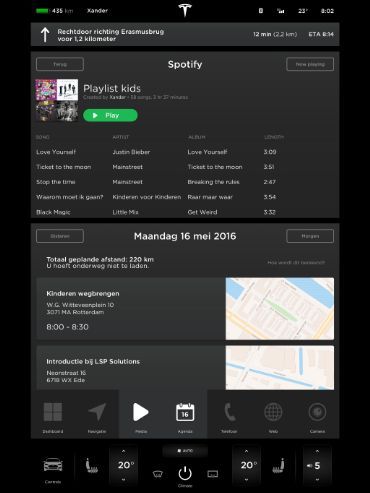 435 km Xander 23° 8:02
Rechtdoor richting Erasmusbrug
voor 1,2 kilometer
12 min (2,2 km) ETA 8:14
Terug Spotify Now playing
Playlist kids
Created by Xander • 58 songs, 3 hr 37 minutes
Play
SONG ARTIST ALBUM LENGTH
Love Yourself Justin Bieber Love Yourself 3:09
Ticket to the moon Mainstreet Ticket to the moon 3:51
Stop the time Mainstreet Breaking the rules 2:47
Waarom moet ik gaan? Kinderen voor Kinderen Raar maar waar 3:54
Black Magic Little Mix Get Weird 3:32
Gisteren Maandag 16 mei 2016 Morgen
Totaal geplande afstand: 220 km
U hoeft onderweg niet te laden.
Hoe wordt dit berekend?
Kinderen wegbrengen
W.G. Witteveenplein 10
3071 MA Rotterdam
8:00 - 8:30
Introductie bij LSP Solutions
Neonstraat 16
6718 WX Ede
16
Dashboard Navigatie Media Agenda Telefoon Web Camera
AUTO
20° 20° 5
Controls Climate